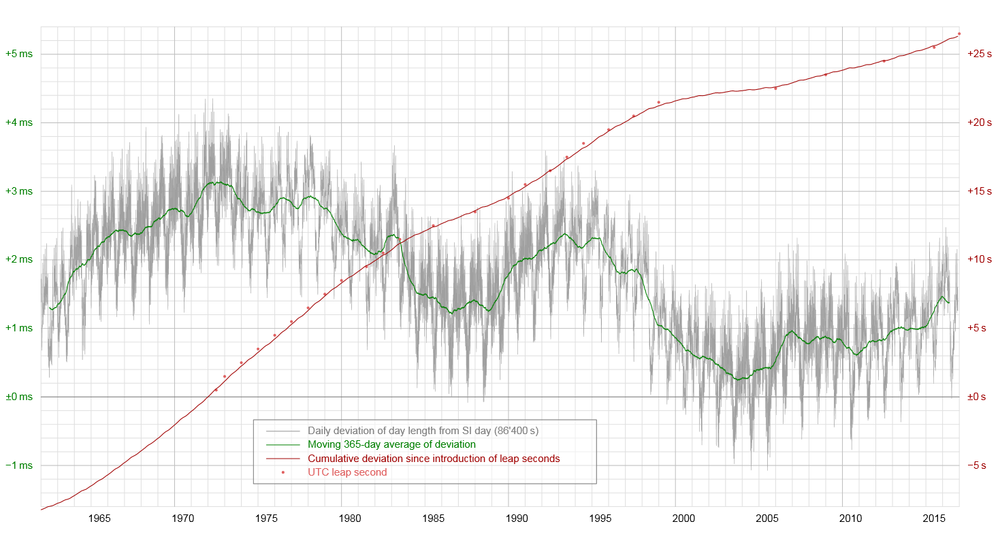 +5 ms
+4 ms
+3 ms
+2 ms
+1 ms
±0 ms
−1 ms
+25 s
+20 s
+15 s
+10 s
+5 s
±0 s
−5 s
Daily deviation of day length from SI day (86'400 s)
Moving 365-day average of deviation
Cumulative deviation since introduction of leap seconds
UTC leap second
1965 1970 1975 1980 1985 1990 1995 2000 2005 2010 2015